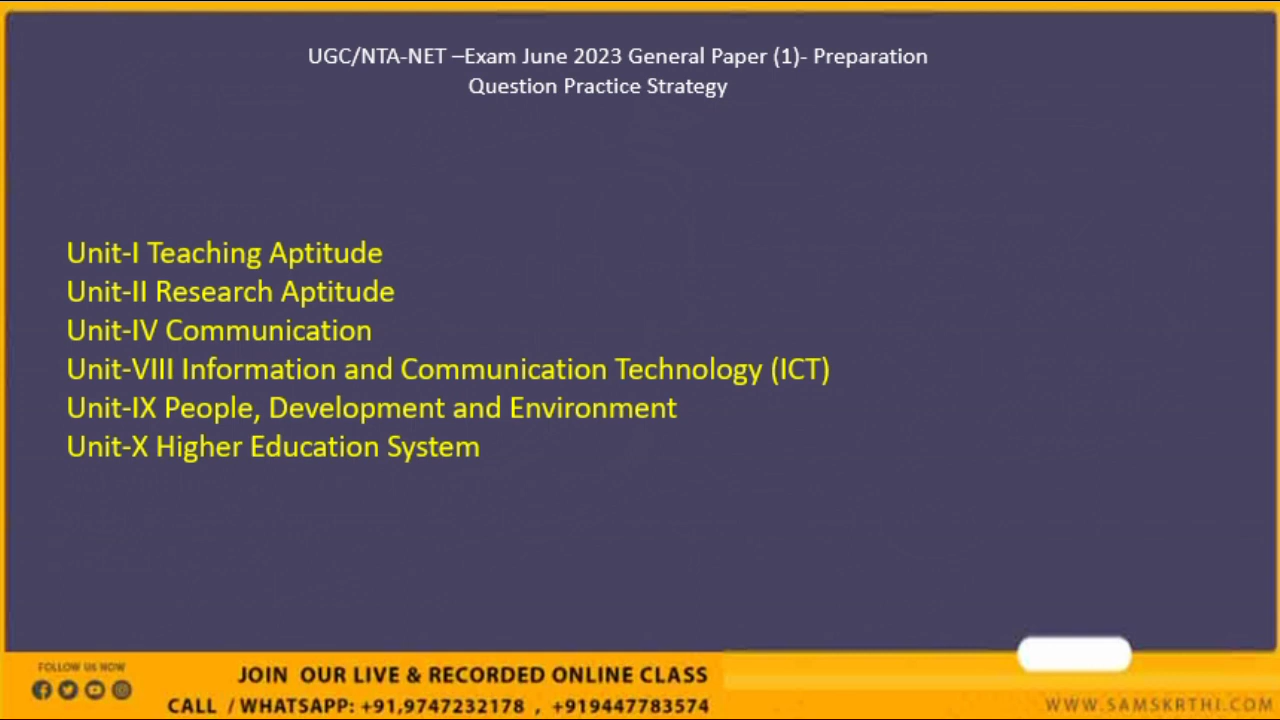 UGC/NTA-NET –Exam June 2023 General Paper (1)- Preparation
Question Practice Strategy
Unit-I Teaching Aptitude
Unit-II Research Aptitude
Unit-IV Communication
Unit-VIII Information and Communication Technology (ICT)
Unit-IX People, Development and Environment
Unit-X Higher Education System
FOLLOW US NOW
JOIN OUR LIVE & RECORDED ONLINE CLASS
CALL / WHATSAPP: +91,9747232178 , +919447783574
WWW.SAMSKRTHI.COM